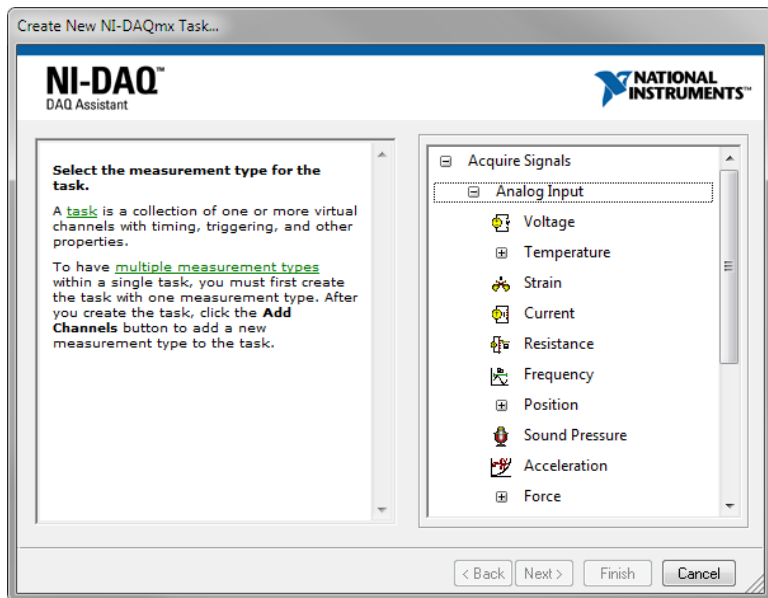 Create New NI-DAQmx Task...
NI-DAQ™
DAQ Assistant
NATIONAL
INSTRUMENTS™
Select the measurement type for the
task.
A task is a collection of one or more virtual
channels with timing, triggering, and other
properties.
To have multiple measurement types
within a single task, you must first create
the task with one measurement type. After
you create the task, click the Add
Channels button to add a new
measurement type to the task.
Acquire Signals
Analog Input
Voltage
Temperature
Strain
Current
Resistance
Frequency
Position
Sound Pressure
Acceleration
Force
< Back Next > Finish Cancel